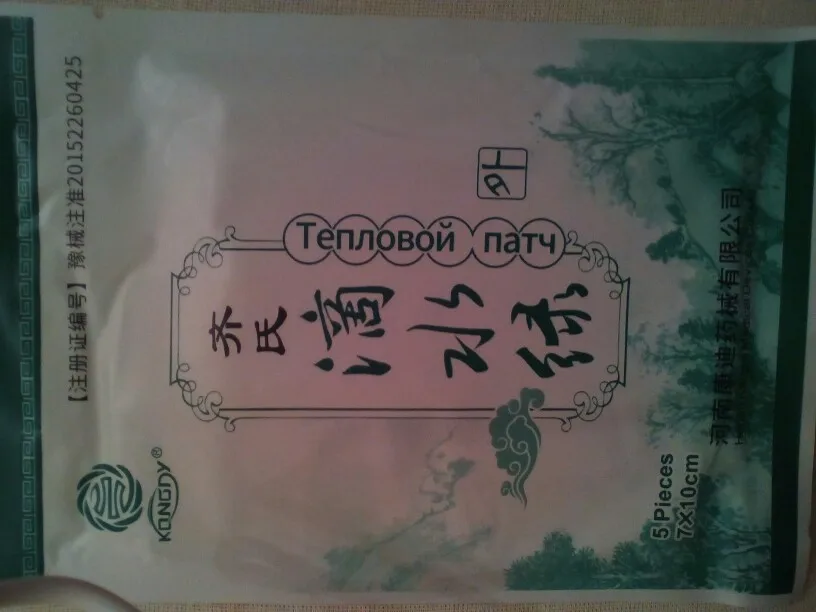 【注册证编号】豫械注准20152260425
KONGDY®
齐氏
滴水绿
Тепловой патч
外
5 Pieces
7X10cm
河南康迪药械有限公司